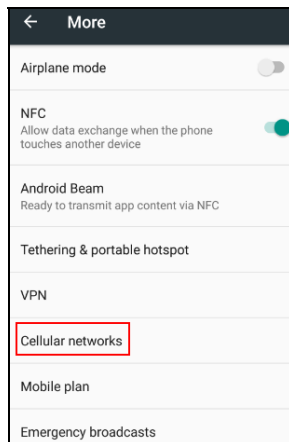 More
Airplane mode
NFC
Allow data exchange when the phone
touches another device
Android Beam
Ready to transmit app content via NFC
Tethering & portable hotspot
VPN
Cellular networks
Mobile plan
Emergency broadcasts